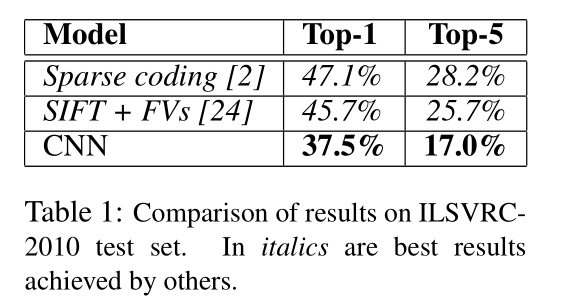 Model Top-1 Top-5
Sparse coding [2] 47.1% 28.2%
SIFT + FVs [24] 45.7% 25.7%
CNN 37.5% 17.0%
Table 1: Comparison of results on ILSVRC-
2010 test set. In italics are best results
achieved by others.